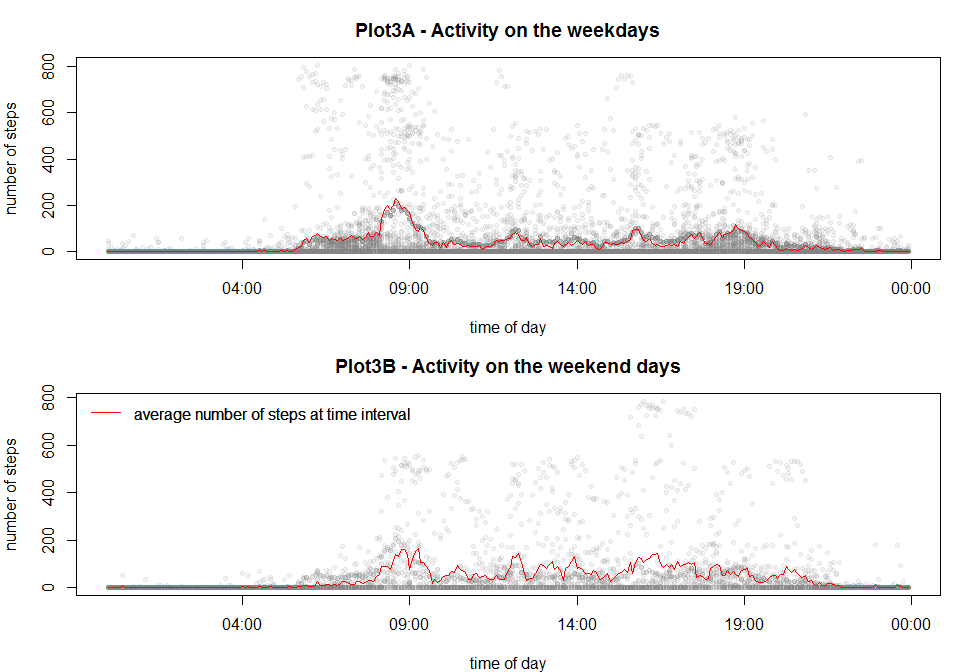 Plot3A - Activity on the weekdays
number of steps
800
600
400
200
0
04:00 09:00 14:00 19:00 00:00
time of day
Plot3B - Activity on the weekend days
average number of steps at time interval
number of steps
800
600
400
200
0
04:00 09:00 14:00 19:00 00:00
time of day